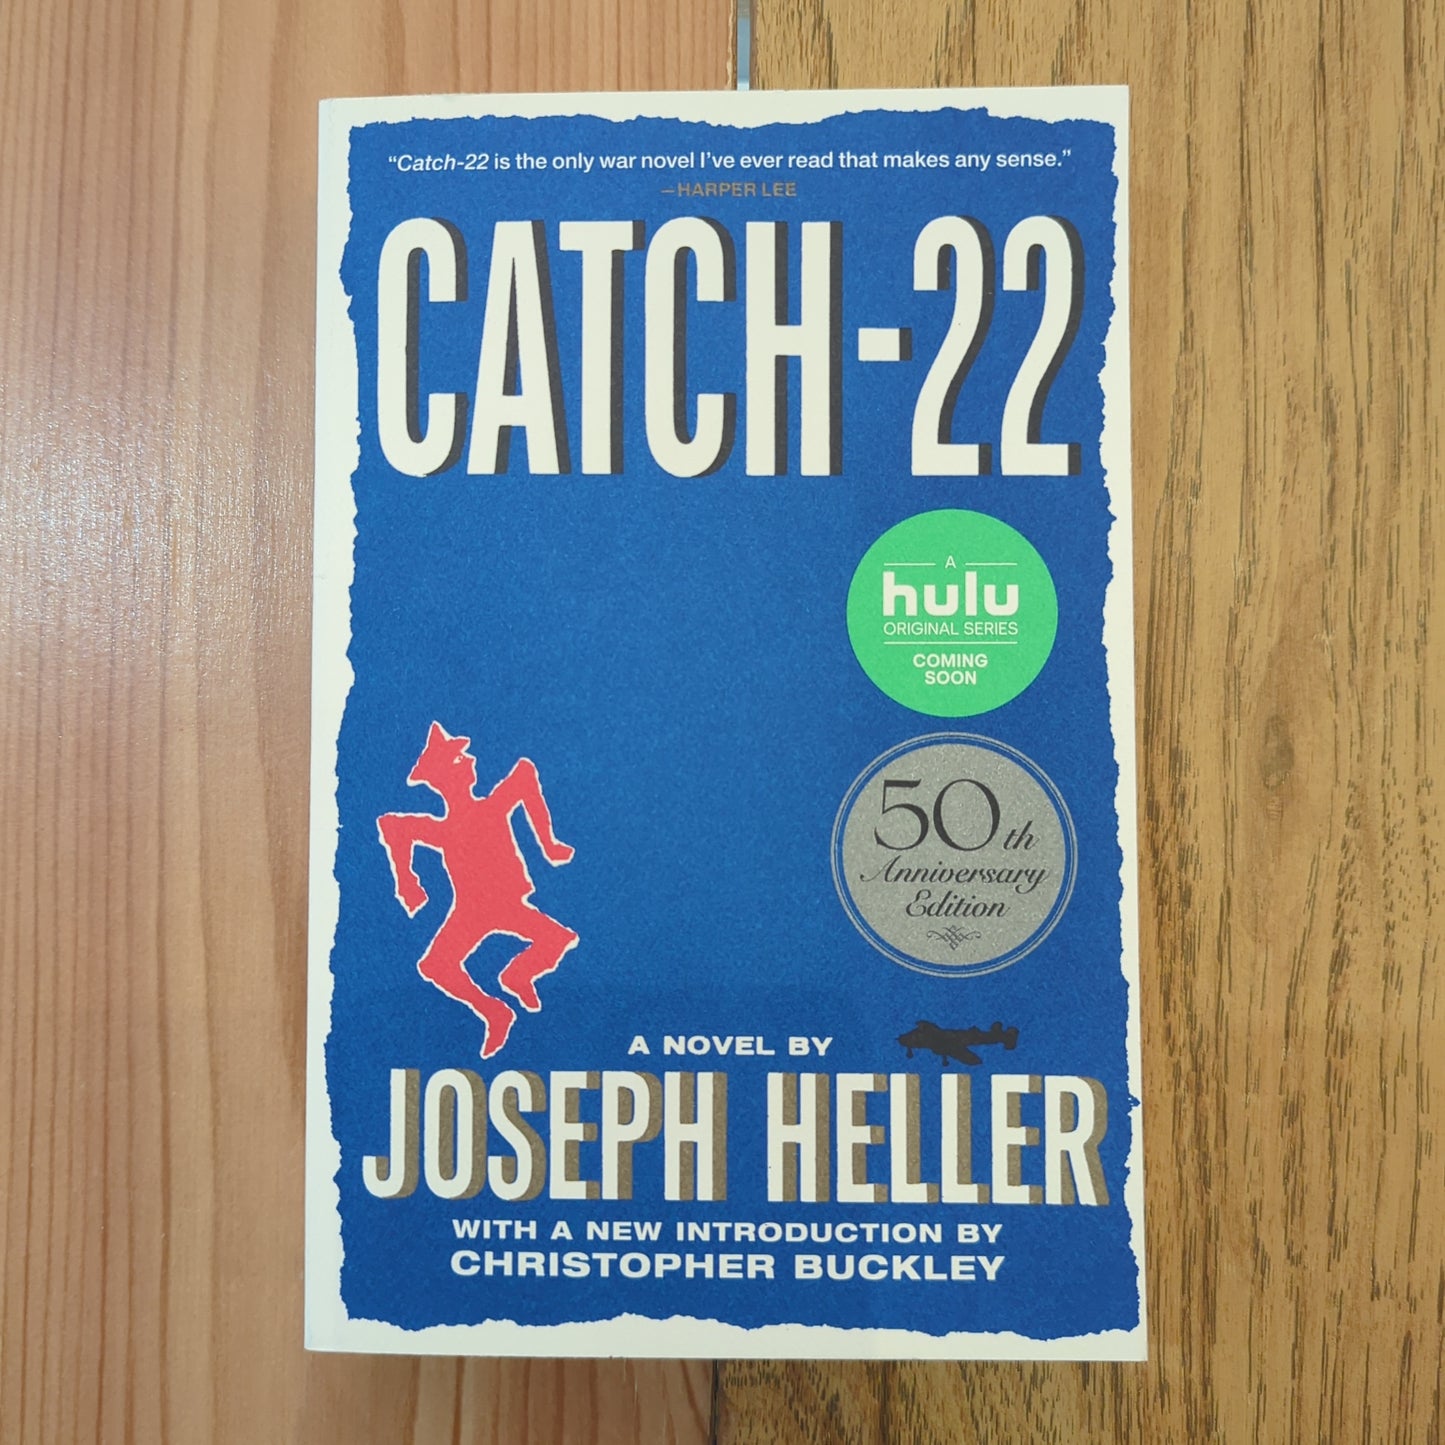 “Catch-22 is the only war novel I’ve ever read that makes any sense.”
—HARPER LEE
CATCH-22
A
hulu
ORIGINAL SERIES
COMING
SOON
50th
Anniversary
Edition
A NOVEL BY
JOSEPH HELLER
WITH A NEW INTRODUCTION BY
CHRISTOPHER BUCKLEY